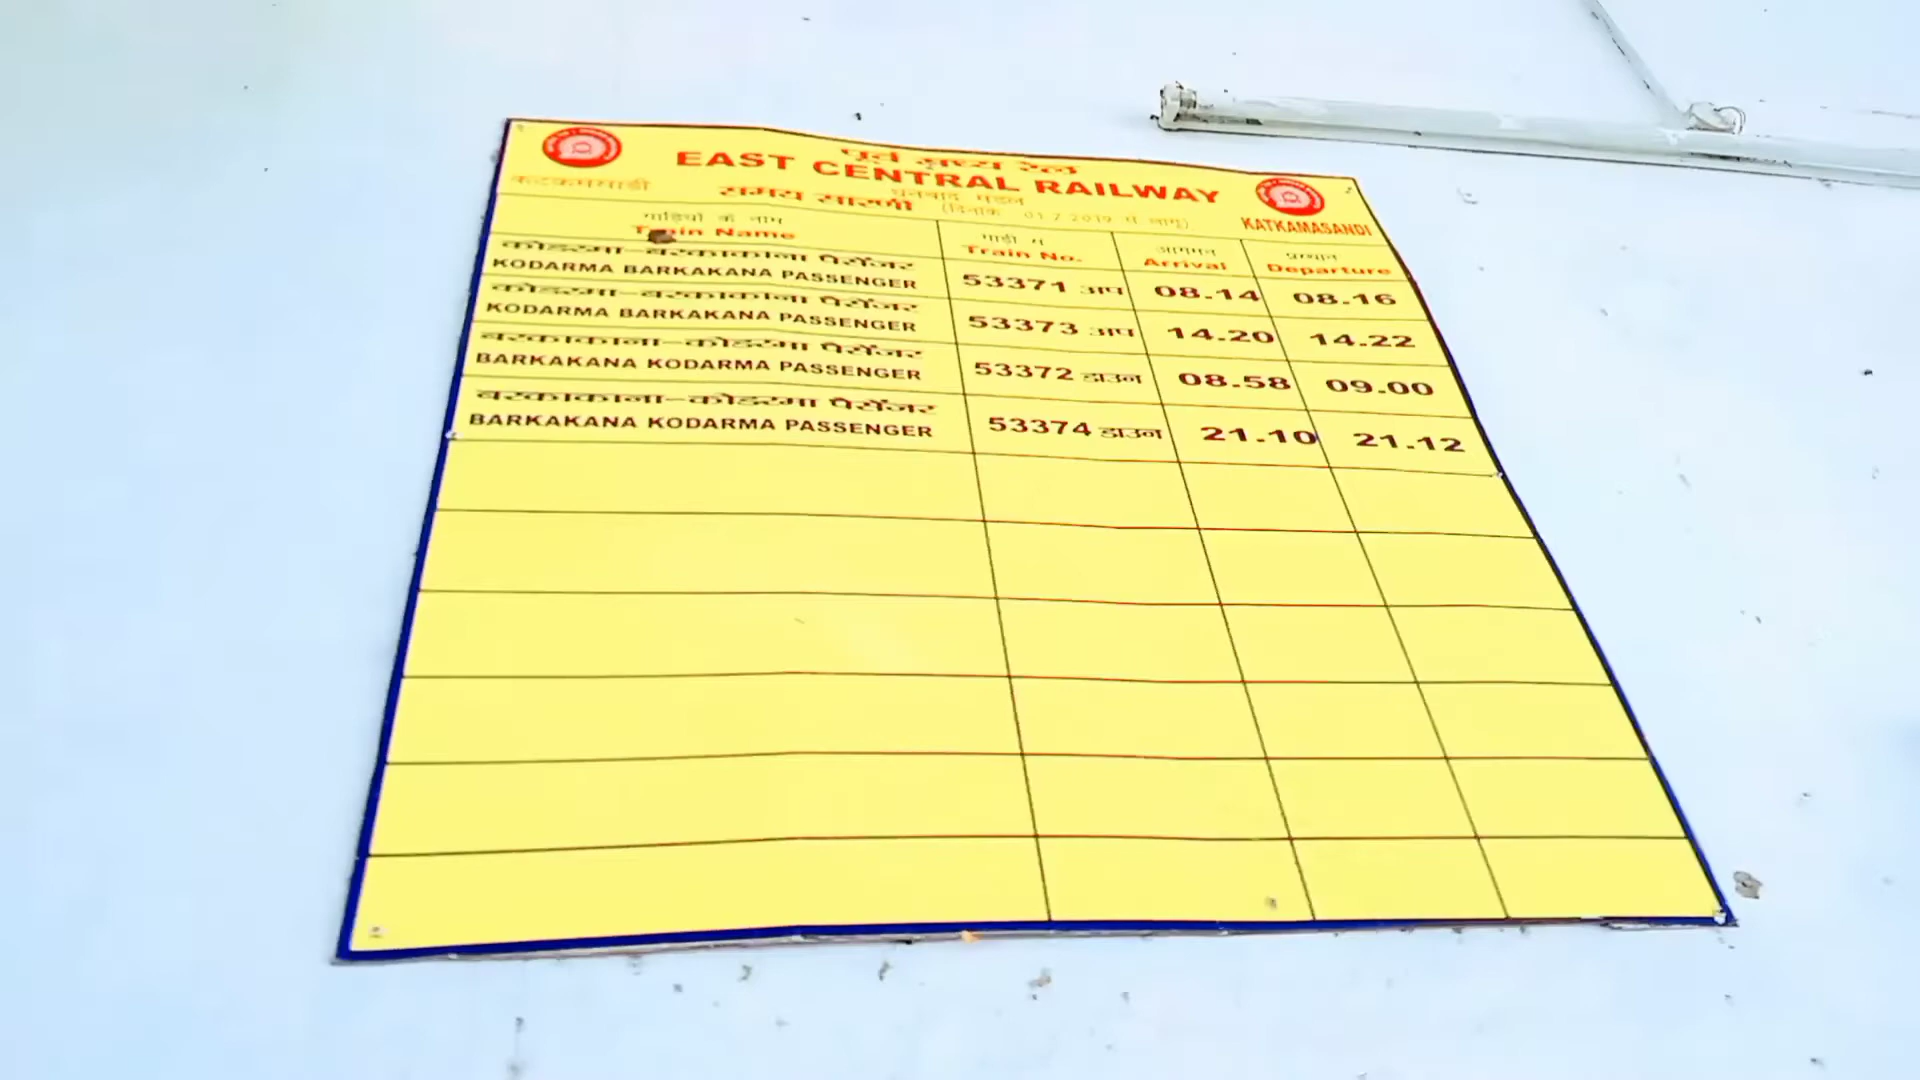 पूर्व मध्य रेल
EAST CENTRAL RAILWAY
धनबाद मंडल
कटकमसांडी
समय सारणी (दिनांक 01.7.2019 से लागू)
KATKAMASANDI
गाड़ियों के नाम गाड़ी सं. आगमन प्रस्थान
Train Name Train No. Arrival Departure
कोडरमा–बरकाकाना पैसेंजर
KODARMA BARKAKANA PASSENGER 53371 अप 08.14 08.16
कोडरमा–बरकाकाना पैसेंजर
KODARMA BARKAKANA PASSENGER 53373 अप 14.20 14.22
बरकाकाना–कोडरमा पैसेंजर
BARKAKANA KODARMA PASSENGER 53372 डाउन 08.58 09.00
बरकाकाना–कोडरमा पैसेंजर
BARKAKANA KODARMA PASSENGER 53374 डाउन 21.10 21.12